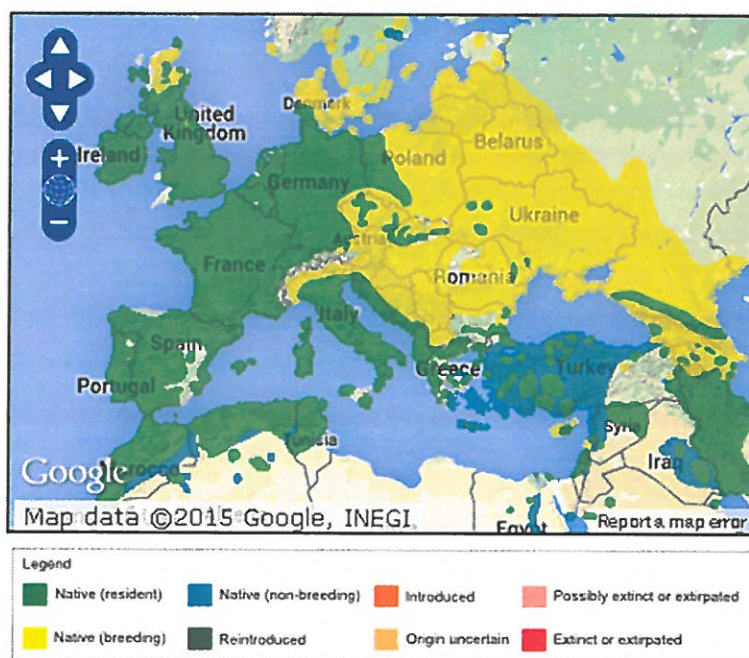 United
Kingdom
Ireland
Denmark
Poland
Belarus
Germany
Ukraine
Austria
France
Romania
Italy
Spain
Portugal
Greece
Turkey
Tunisia
Syria
Iraq
Morocco
Google
Egypt
Map data ©2015 Google, INEGI
Report a map error
Legend
Native (resident) Native (non-breeding) Introduced Possibly extinct or extirpated
Native (breeding) Reintroduced Origin uncertain Extinct or extirpated